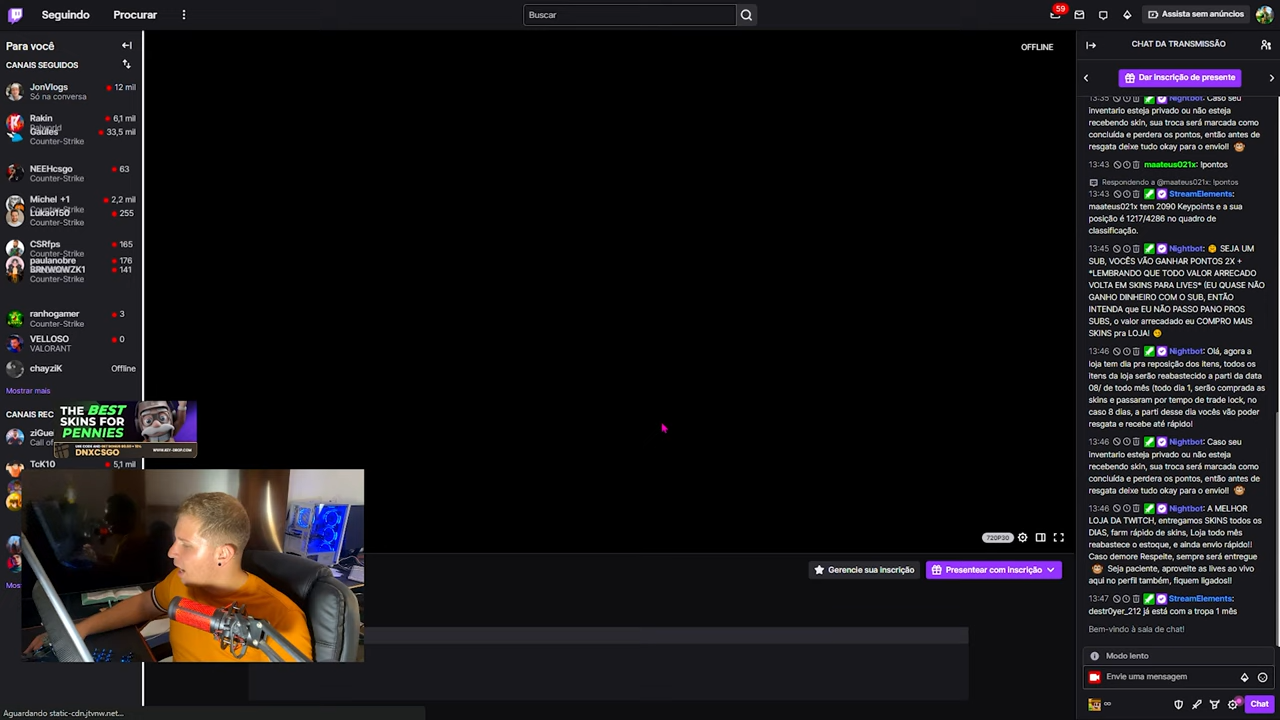 Seguindo
Procurar
Buscar
59
Assista sem anúncios
Para você
CANAIS SEGUIDOS
JonVlogs
12 mil
Só na conversa
Rakin
6,1 mil
Gaules
33,5 mil
Counter-Strike
NEEHcsgo
63
Counter-Strike
Michel +1
2,2 mil
Lukao150
255
Counter-Strike
CSRfps
165
Counter-Strike
paulanobre
176
BRNWOWZK1
141
Counter-Strike
ranhogamer
3
Counter-Strike
VELLOSO
0
VALORANT
chayziK
Offline
Mostrar mais
CANAIS REC
ziGue
Call of
TcK10
5,1 mil
Most
THE BEST
SKINS FOR
PENNIES
DNXCSGO
WWW.KEY-DROP.COM
OFFLINE
720P30
Gerencie sua inscrição
Presentear com inscrição
Aguardando static-cdn.jtvnw.net...
CHAT DA TRANSMISSÃO
Dar inscrição de presente
13:35 Nightbot: Caso seu
inventario esteja privado ou não esteja
recebendo skin, sua troca será marcada como
concluída e perdera os pontos, então antes de
resgata deixe tudo okay para o envio!!
13:43 maateus021x: !pontos
Respondendo a @maateus021x: !pontos
13:43 StreamElements:
maateus021x tem 2090 Keypoints e a sua
posição é 1217/4286 no quadro de
classificação.
13:45 Nightbot: SEJA UM
SUB, VOCÊS VÃO GANHAR PONTOS 2X +
*LEMBRANDO QUE TODO VALOR ARRECADO
VOLTA EM SKINS PARA LIVES* (EU QUASE NÃO
GANHO DINHEIRO COM O SUB, ENTÃO
INTENDA que EU NÃO PASSO PANO PROS
SUBS, o valor arrecadado eu COMPRO MAIS
SKINS pra LOJA!
13:46 Nightbot: Olá, agora a
loja tem dia pra reposição dos itens, todos os
itens da loja serão reabastecido a parti da data
08/ de todo mês (todo dia 1, serão comprada as
skins e passaram por tempo de trade lock, no
caso 8 dias, a parti desse dia vocês vão poder
resgata e recebe até rápido!
13:46 Nightbot: Caso seu
inventario esteja privado ou não esteja
recebendo skin, sua troca será marcada como
concluída e perdera os pontos, então antes de
resgata deixe tudo okay para o envio!!
13:46 Nightbot: A MELHOR
LOJA DA TWITCH, entregamos SKINS todos os
DIAS, farm rápido de skins, Loja todo mês
reabastece o estoque, e ainda envio rapido!!
Caso demore Respeite, sempre será entregue
Seja paciente, aproveite as lives ao vivo
aqui no perfil também, fiquem ligados!!
13:47 StreamElements:
destr0yer_212 já está com a tropa 1 mês
Bem-vindo à sala de chat!
Modo lento
Envie uma mensagem
Chat